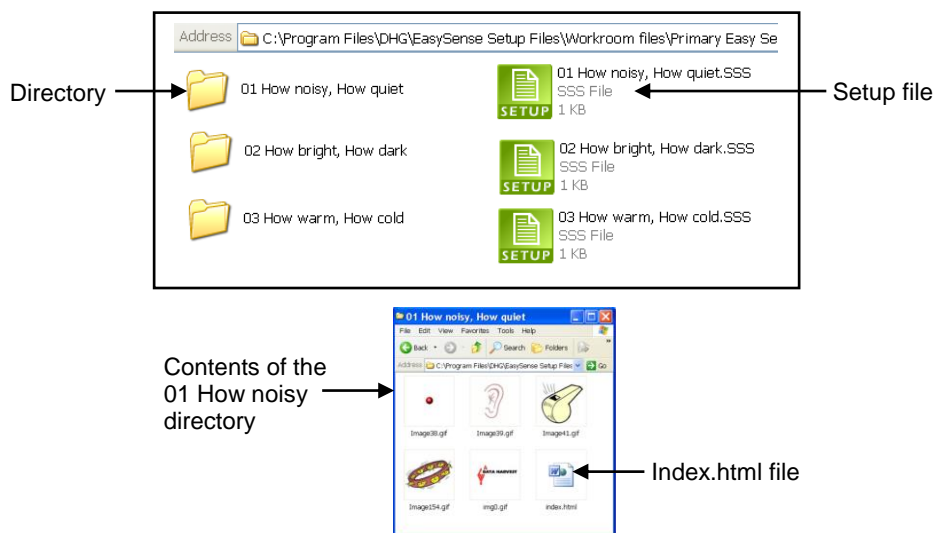 Address C:\Program Files\DHG\EasySense Setup Files\Workroom files\Primary Easy Se
Directory
01 How noisy, How quiet
01 How noisy, How quiet.SSS
SSS File
1 KB
SETUP
Setup file
02 How bright, How dark
02 How bright, How dark.SSS
SSS File
1 KB
SETUP
03 How warm, How cold
03 How warm, How cold.SSS
SSS File
1 KB
SETUP
01 How noisy, How quiet
File Edit View Favorites Tools Help
Back Search Folders
Address C:\Program Files\DHG\EasySense Setup Files Go
Contents of the
01 How noisy
directory
Image38.gif Image39.gif Image41.gif
DATA HARVEST
Index.html file
Image154.gif img0.gif index.html